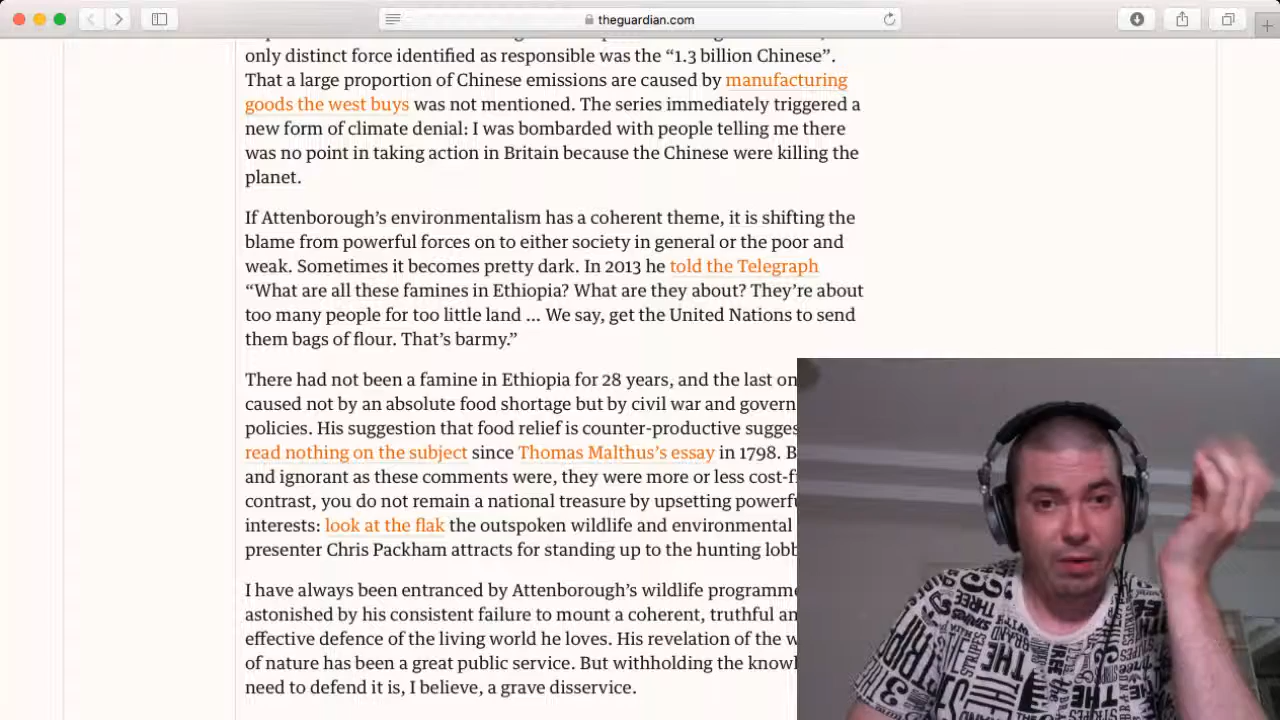 theguardian.com
only distinct force identified as responsible was the “1.3 billion Chinese”.
That a large proportion of Chinese emissions are caused by manufacturing
goods the west buys was not mentioned. The series immediately triggered a
new form of climate denial: I was bombarded with people telling me there
was no point in taking action in Britain because the Chinese were killing the
planet.
If Attenborough’s environmentalism has a coherent theme, it is shifting the
blame from powerful forces on to either society in general or the poor and
weak. Sometimes it becomes pretty dark. In 2013 he told the Telegraph
“What are all these famines in Ethiopia? What are they about? They’re about
too many people for too little land ... We say, get the United Nations to send
them bags of flour. That’s barmy.”
There had not been a famine in Ethiopia for 28 years, and the last on
caused not by an absolute food shortage but by civil war and govern
policies. His suggestion that food relief is counter-productive sugges
read nothing on the subject since Thomas Malthus’s essay in 1798. B
and ignorant as these comments were, they were more or less cost-f
contrast, you do not remain a national treasure by upsetting powerfu
interests: look at the flak the outspoken wildlife and environmental
presenter Chris Packham attracts for standing up to the hunting lobb
I have always been entranced by Attenborough’s wildlife programme
astonished by his consistent failure to mount a coherent, truthful an
effective defence of the living world he loves. His revelation of the w
of nature has been a great public service. But withholding the knowl
need to defend it is, I believe, a grave disservice.